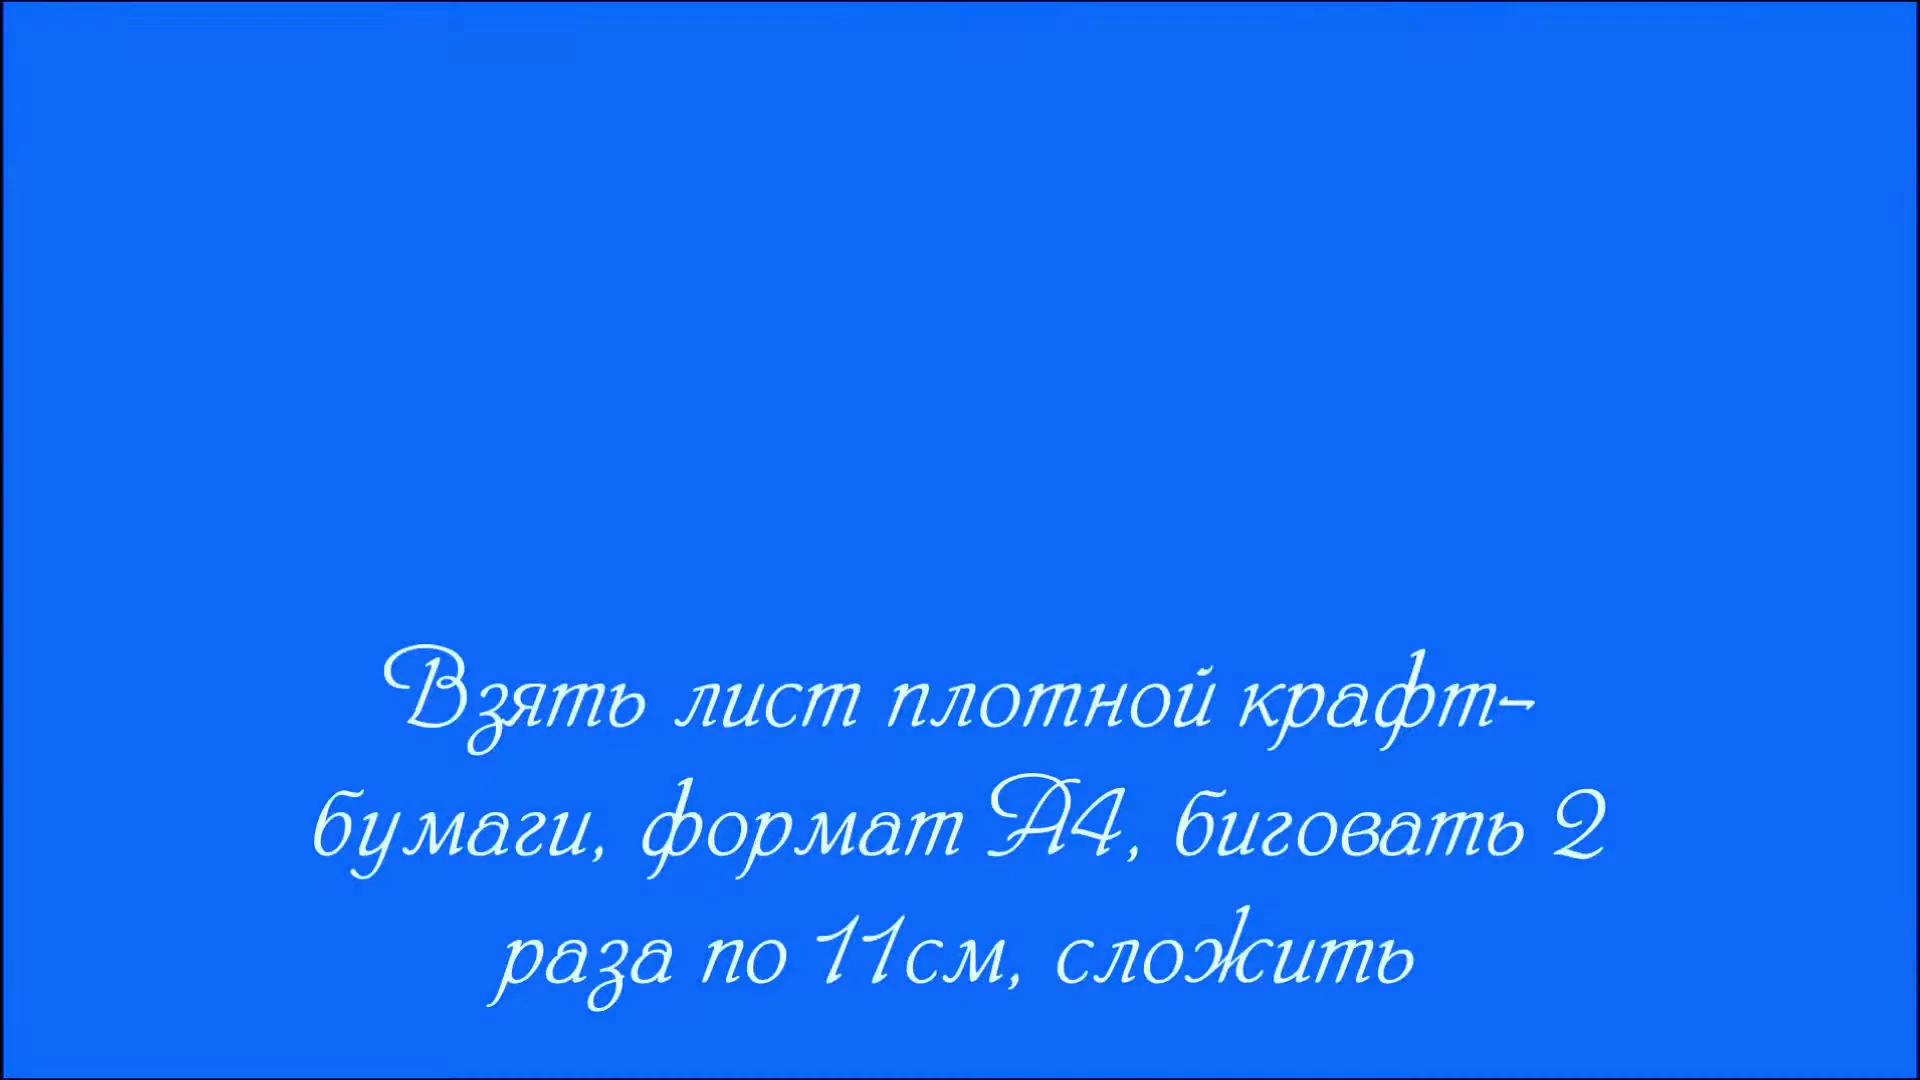 Взять лист плотной крафт-
бумаги, формат А4, биговать 2
раза по 11см, сложить